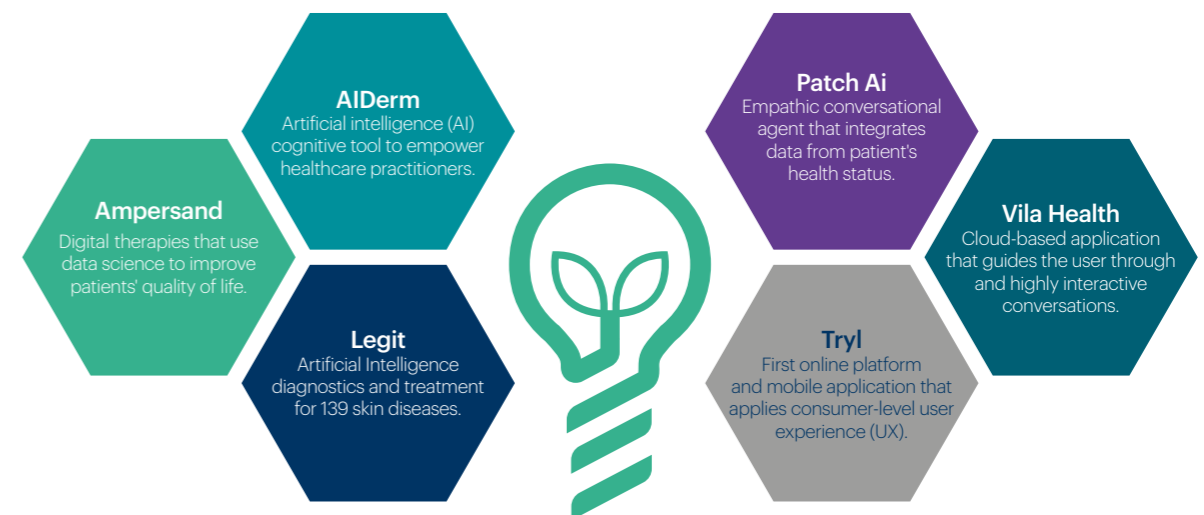 AIDerm
Artificial intelligence (AI)
cognitive tool to empower
healthcare practitioners.
Ampersand
Digital therapies that use
data science to improve
patients' quality of life.
Legit
Artificial Intelligence
diagnostics and treatment
for 139 skin diseases.
Patch Ai
Empathic conversational
agent that integrates
data from patient's
health status.
Vila Health
Cloud-based application
that guides the user through
and highly interactive
conversations.
Tryl
First online platform
and mobile application that
applies consumer-level user
experience (UX).